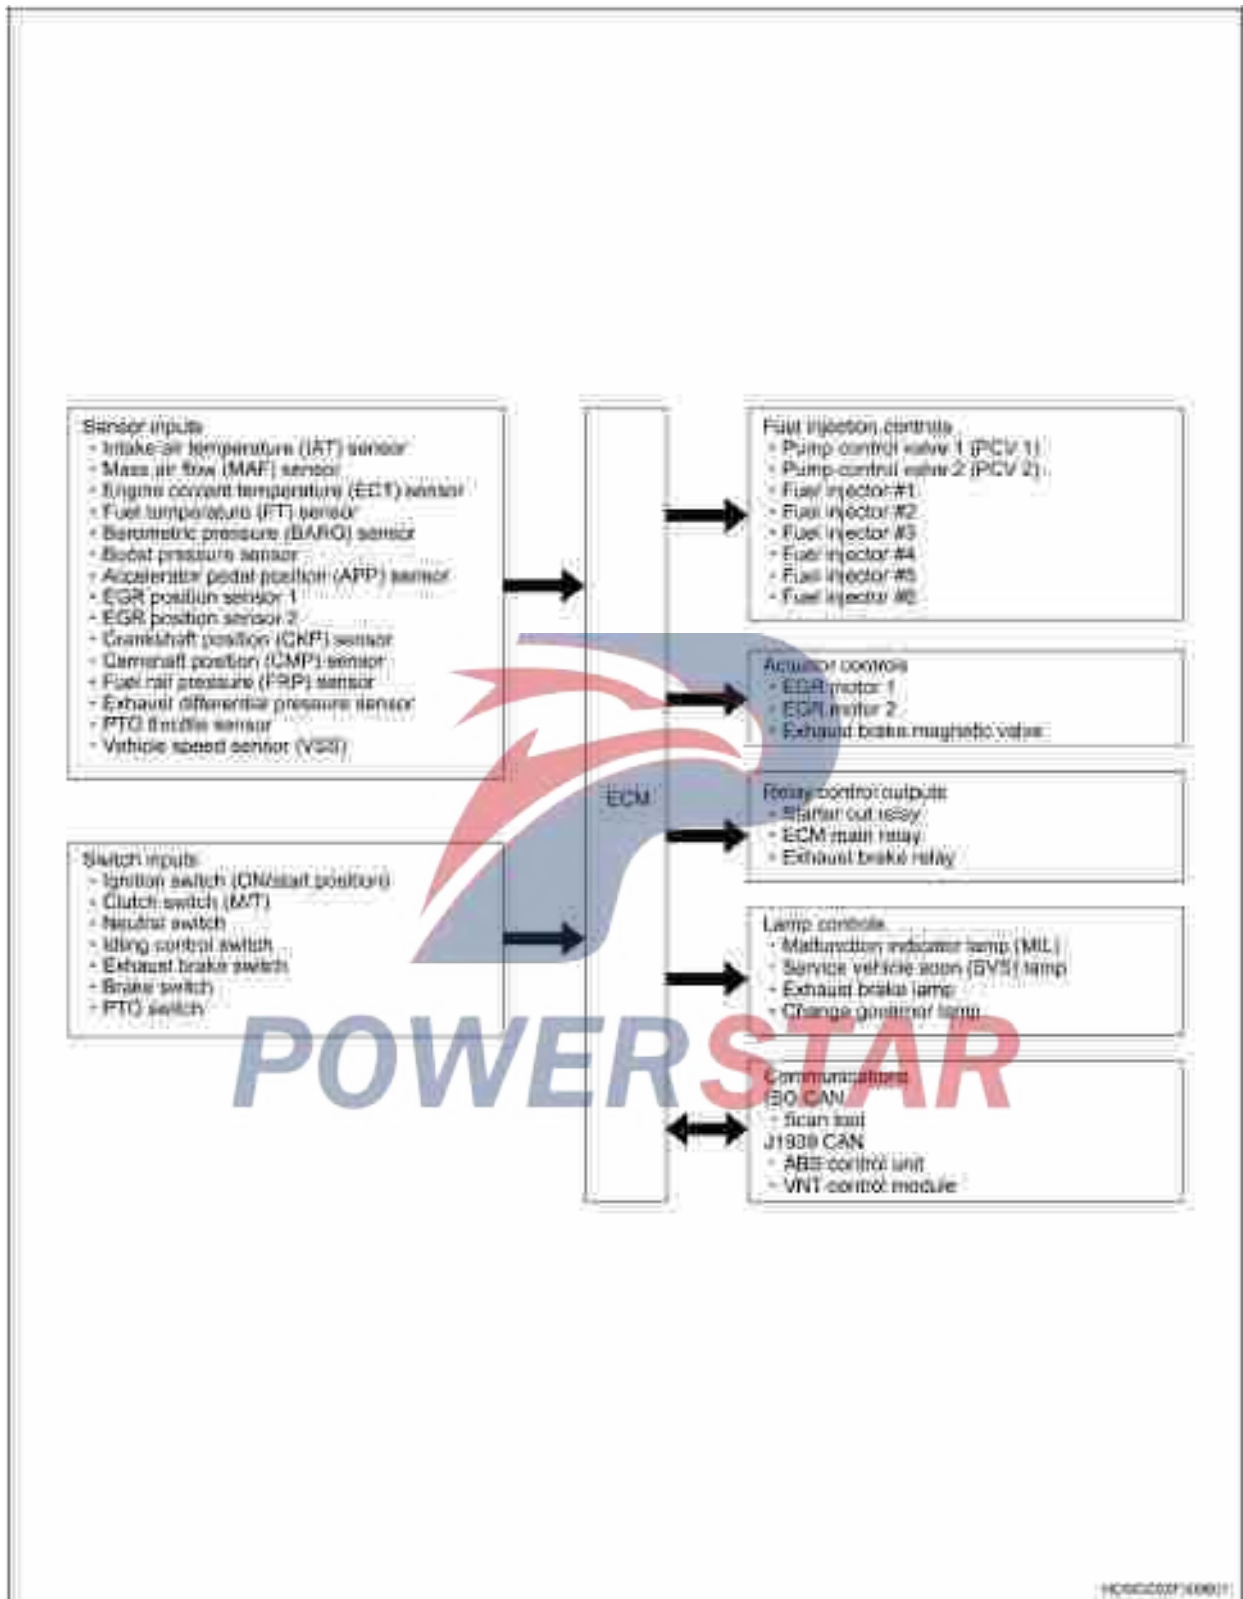 Sensor inputs
• Intake air temperature (IAT) sensor
• Mass air flow (MAF) sensor
• Engine coolant temperature (ECT) sensor
• Fuel temperature (FT) sensor
• Barometric pressure (BARO) sensor
• Boost pressure sensor
• Accelerator pedal position (APP) sensor
• EGR position sensor 1
• EGR position sensor 2
• Crankshaft position (CKP) sensor
• Camshaft position (CMP) sensor
• Fuel rail pressure (FRP) sensor
• Exhaust differential pressure sensor
• PTO throttle sensor
• Vehicle speed sensor (VSS)
Switch inputs
• Ignition switch (ON/start position)
• Clutch switch (M/T)
• Neutral switch
• Idling control switch
• Exhaust brake switch
• Brake switch
• PTO switch
ECM
Fuel injection controls
• Pump control valve 1 (PCV 1)
• Pump control valve 2 (PCV 2)
• Fuel injector #1
• Fuel injector #2
• Fuel injector #3
• Fuel injector #4
• Fuel injector #5
• Fuel injector #6
Actuator controls
• EGR motor 1
• EGR motor 2
• Exhaust brake magnetic valve
Relay control outputs
• Starter cut relay
• ECM main relay
• Exhaust brake relay
Lamp controls
• Malfunction indicator lamp (MIL)
• Service vehicle soon (SVS) lamp
• Exhaust brake lamp
• Change governor lamp
Communications
ISO CAN
• Scan tool
J1939 CAN
• ABS control unit
• VNT control module
POWERSTAR